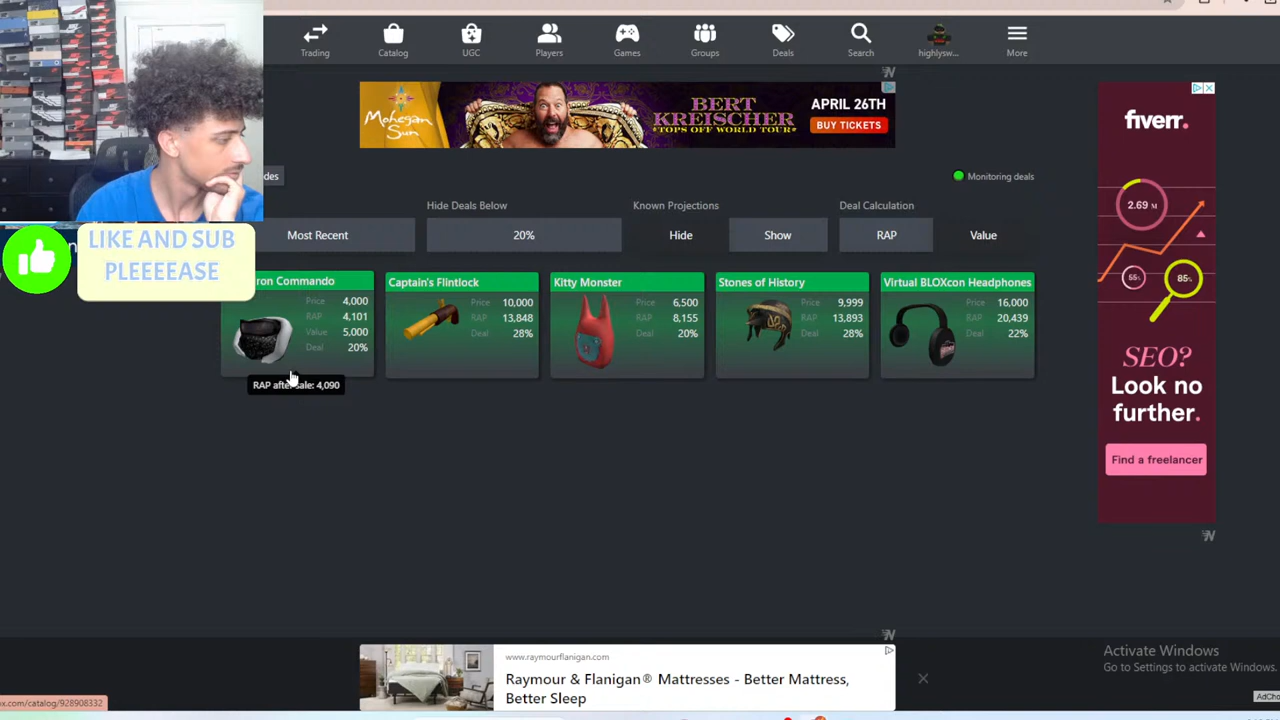 Trading
Catalog
UGC
Players
Games
Groups
Deals
Search
highlysw...
More
Mohegan Sun
BERT KREISCHER
TOPS OFF WORLD TOUR
APRIL 26TH
BUY TICKETS
fiverr.
2.69 M
55%
85%
SEO?
Look no
further.
Find a freelancer
des
Monitoring deals
Hide Deals Below
Known Projections
Deal Calculation
Most Recent
20%
Hide
Show
RAP
Value
LIKE AND SUB
PLEEEEASE
ron Commando
Price 4,000
RAP 4,101
Value 5,000
Deal 20%
RAP after sale: 4,090
Captain's Flintlock
Price 10,000
RAP 13,848
Deal 28%
Kitty Monster
Price 6,500
RAP 8,155
Deal 20%
Stones of History
Price 9,999
RAP 13,893
Deal 28%
Virtual BLOXcon Headphones
Price 16,000
RAP 20,439
Deal 22%
www.raymourflanigan.com
Raymour & Flanigan® Mattresses - Better Mattress,
Better Sleep
Activate Windows
Go to Settings to activate Windows.
AdCho
ox.com/catalog/928908332